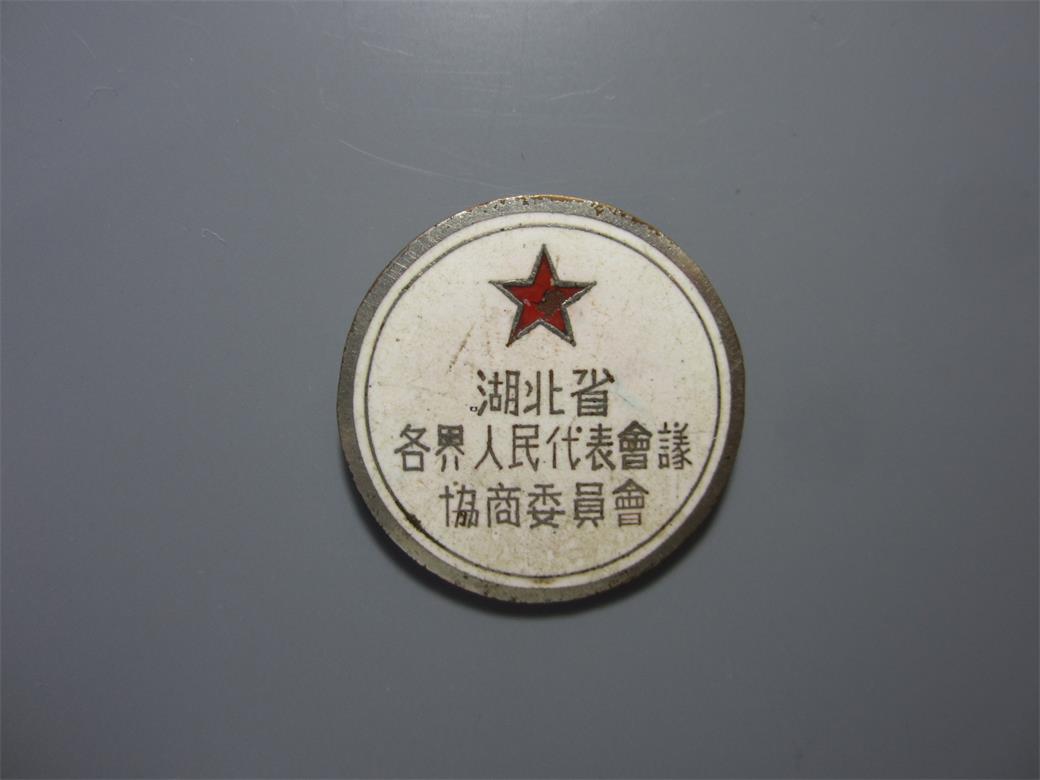 湖北省
各界人民代表會議
協商委員會